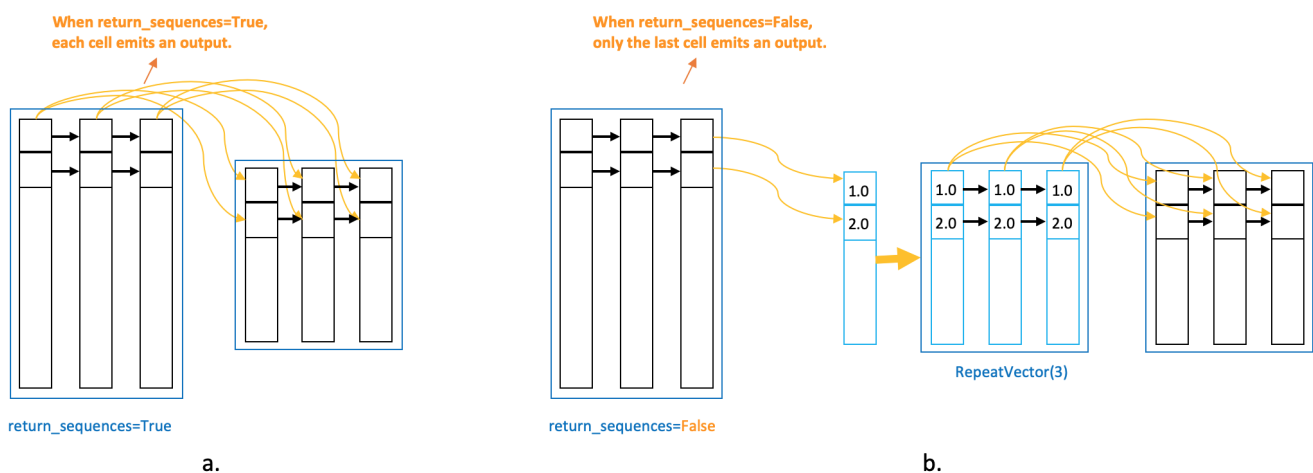 When return_sequences=True,
each cell emits an output.
return_sequences=True
a.
When return_sequences=False,
only the last cell emits an output.
1.0
2.0
1.0 1.0 1.0
2.0 2.0 2.0
RepeatVector(3)
return_sequences=False
b.